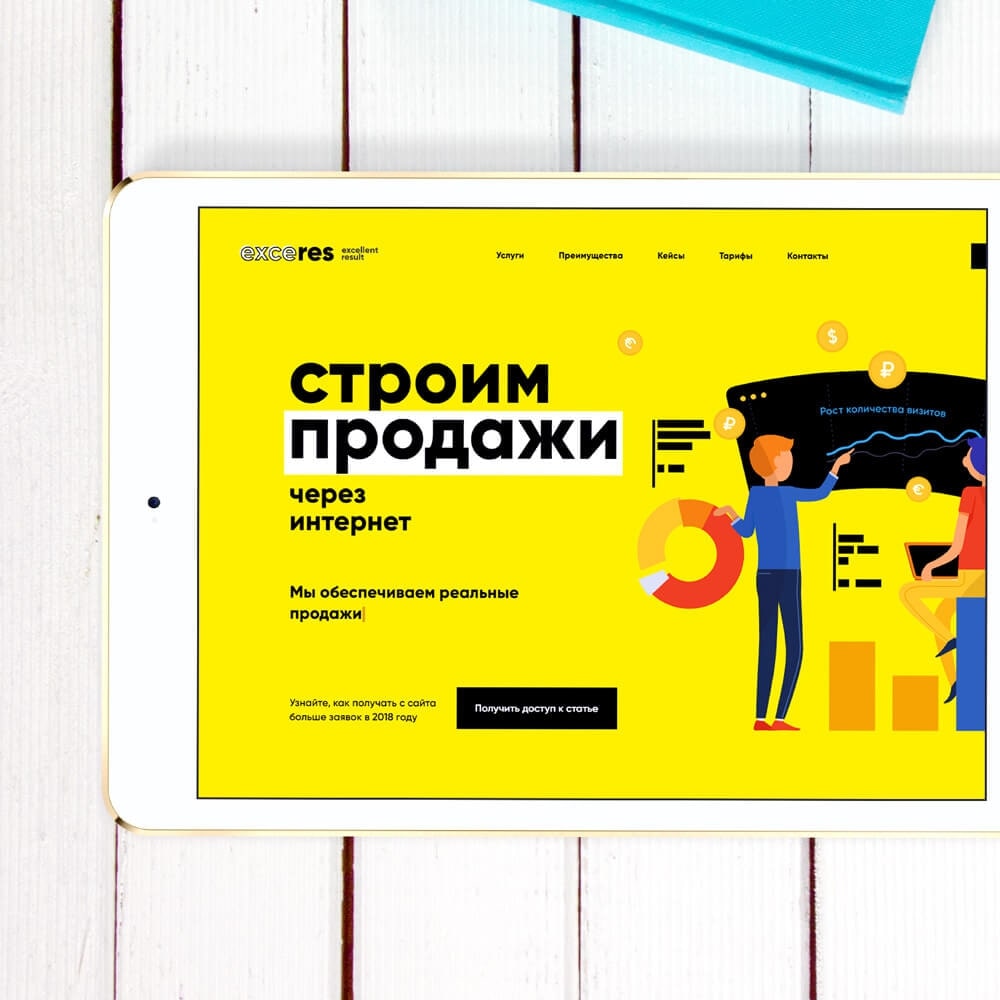 exceres excellent
result
Услуги Преимущества Кейсы Тарифы Контакты
строим
продажи
через
интернет
Мы обеспечиваем реальные
продажи
Узнайте, как получать с сайта
больше заявок в 2018 году
Получить доступ к статье
$
₽
₽
€
€
Рост количества визитов